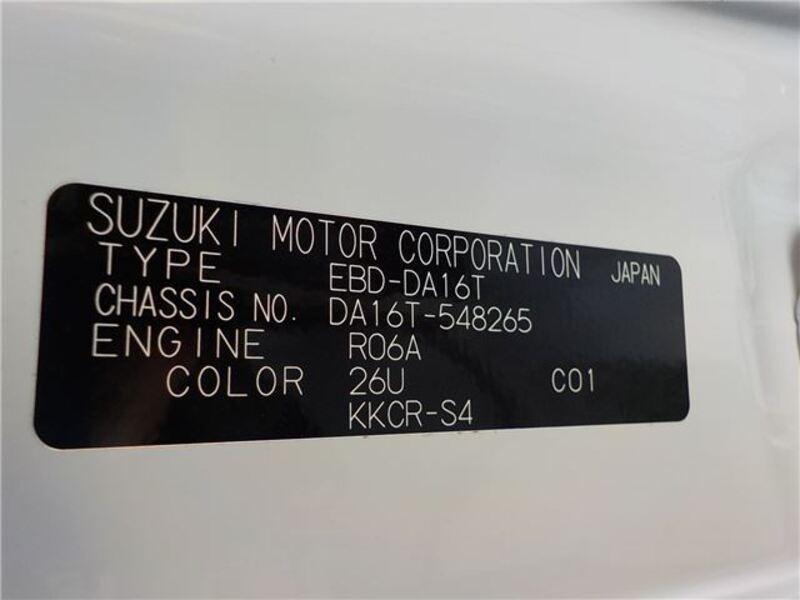 SUZUKI MOTOR CORPORATION JAPAN
TYPE EBD-DA16T
CHASSIS NO. DA16T-548265
ENGINE R06A
COLOR 26U C01
KKCR-S4